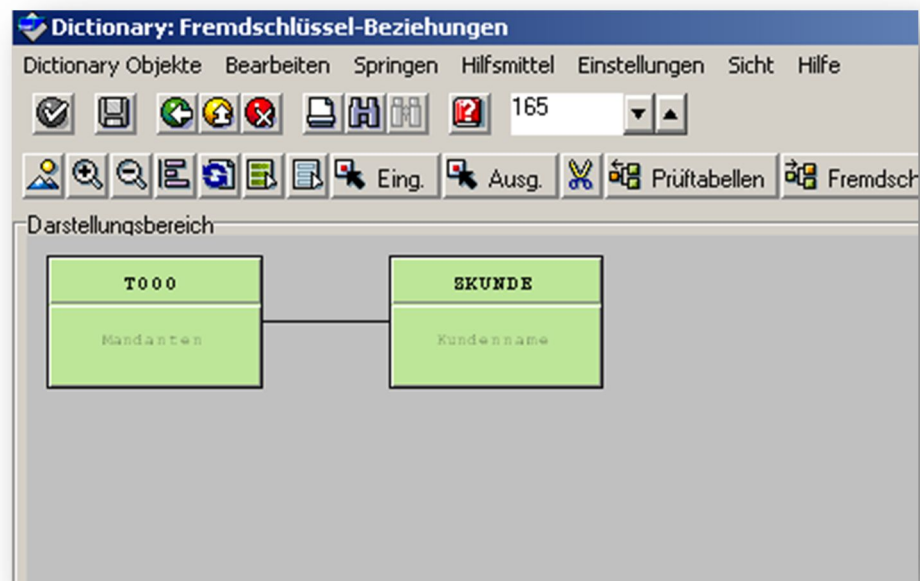 Dictionary: Fremdschlüssel-Beziehungen
Dictionary Objekte Bearbeiten Springen Hilfsmittel Einstellungen Sicht Hilfe
165
Eing. Ausg. Prüftabellen Fremdsch
Darstellungsbereich
T000 SKUNDE
Mandanten Kundenname